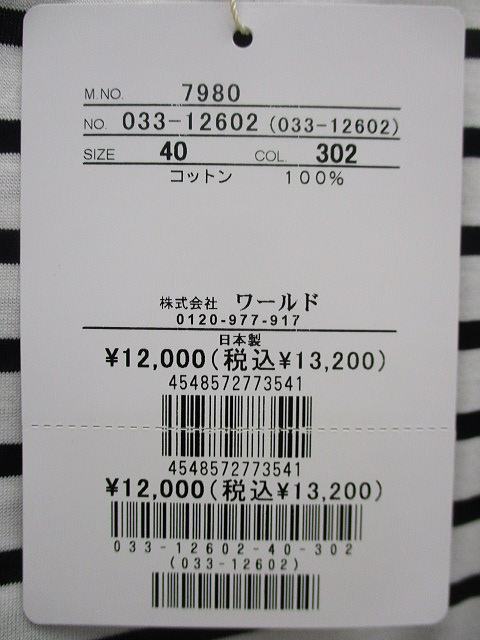 M.NO. 7980
NO. 033-12602 (033-12602)
SIZE 40 COL. 302
コットン 100%
株式会社 ワールド
0120-977-917
日本製
¥12,000(税込¥13,200)
4548572773541
4548572773541
¥12,000(税込¥13,200)
033-12602-40-302
(033-12602)